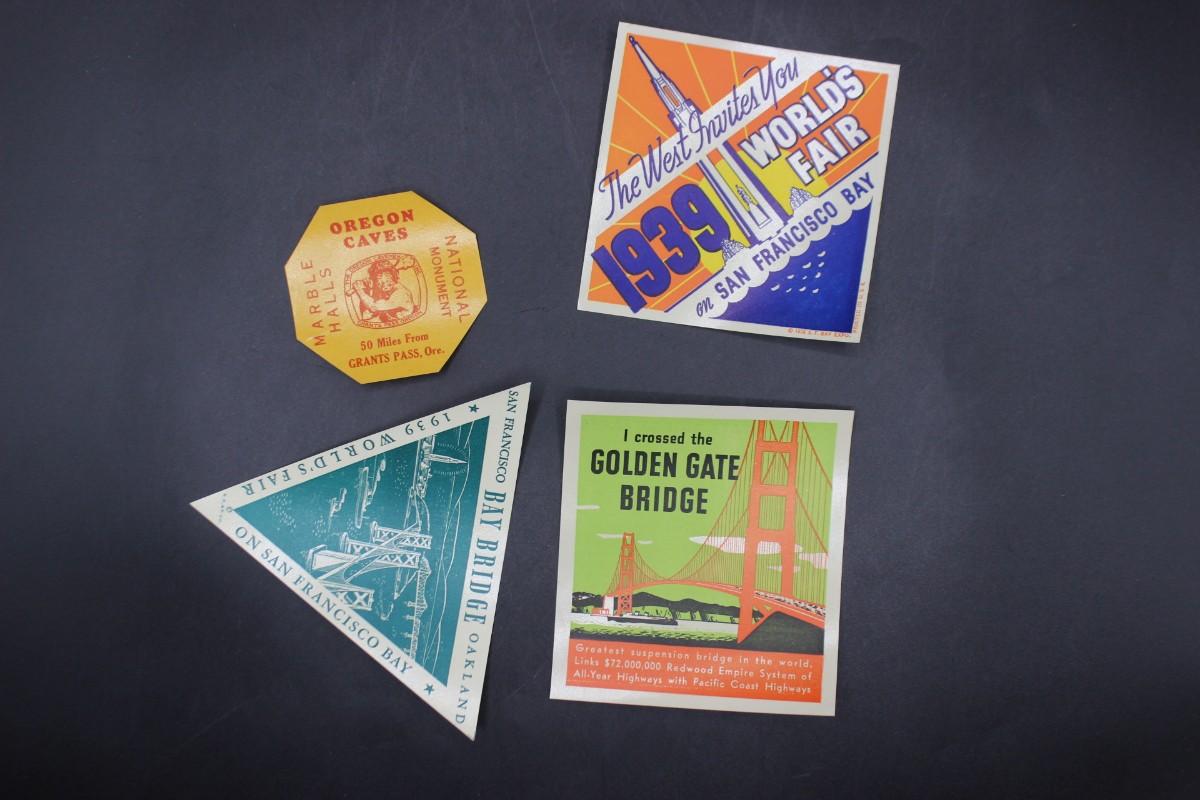 The West Invites You
WORLD'S
FAIR
1939
on SAN FRANCISCO BAY
OREGON
CAVES
MARBLE
HALLS
NATIONAL
MONUMENT
50 Miles From
GRANTS PASS, Ore.
1939 WORLD'S FAIR
SAN FRANCISCO BAY BRIDGE OAKLAND
ON SAN FRANCISCO BAY
I crossed the
GOLDEN GATE
BRIDGE
Greatest suspension bridge in the world.
Links $72,000,000 Redwood Empire System of
All-Year Highways with Pacific Coast Highways